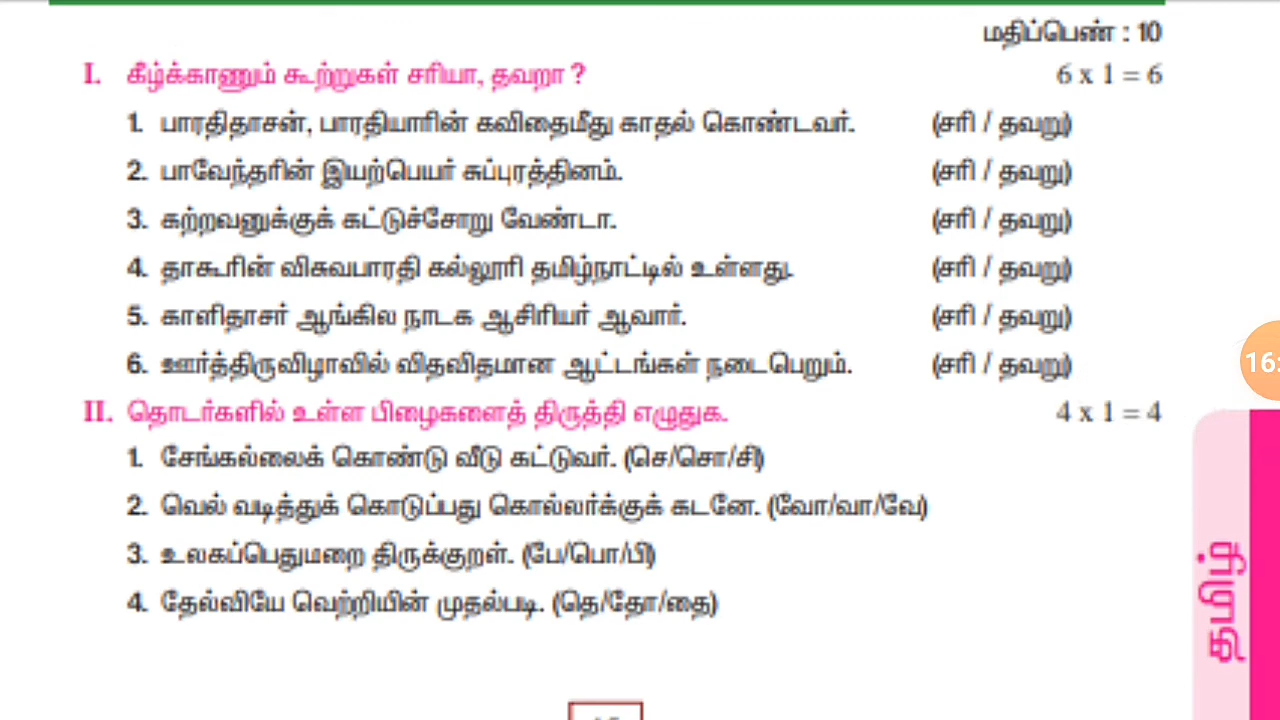 மதிப்பெண் : 10
I. கீழ்க்காணும் கூற்றுகள் சரியா, தவறா ? 6 x 1 = 6
1. பாரதிதாசன், பாரதியாரின் கவிதைமீது காதல் கொண்டவர். (சரி / தவறு)
2. பாவேந்தரின் இயற்பெயர் சுப்புரத்தினம். (சரி / தவறு)
3. கற்றவனுக்குக் கட்டுச்சோறு வேண்டா. (சரி / தவறு)
4. தாகூரின் விசுவபாரதி கல்லூரி தமிழ்நாட்டில் உள்ளது. (சரி / தவறு)
5. காளிதாசர் ஆங்கில நாடக ஆசிரியர் ஆவார். (சரி / தவறு)
6. ஊர்த்திருவிழாவில் விதவிதமான ஆட்டங்கள் நடைபெறும். (சரி / தவறு)
II. தொடர்களில் உள்ள பிழைகளைத் திருத்தி எழுதுக. 4 x 1 = 4
1. சேங்கல்லைக் கொண்டு வீடு கட்டுவர். (செ/சொ/சி)
2. வெல் வடித்துக் கொடுப்பது கொல்லர்க்குக் கடனே. (வோ/வா/வே)
3. உலகப்பெதுமறை திருக்குறள். (பே/பொ/பி)
4. தேல்வியே வெற்றியின் முதல்படி. (தெ/தோ/தை)
தமிழ்